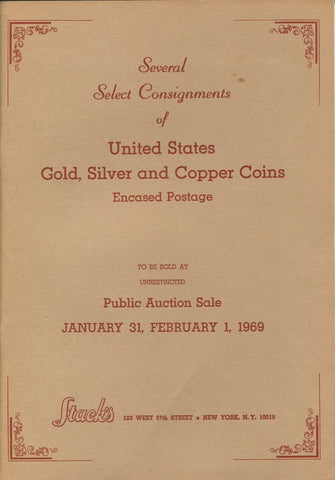 Several
Select Consignments
of
United States
Gold, Silver and Copper Coins
Encased Postage
TO BE SOLD AT
UNRESTRICTED
Public Auction Sale
JANUARY 31, FEBRUARY 1, 1969
Stack's 123 WEST 57th STREET • NEW YORK. N. Y. 10019